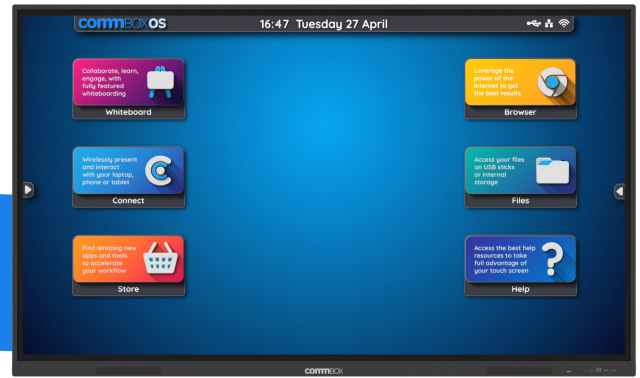 commBOXOS
16:47 Tuesday 27 April
Collaborate, learn,
engage, with
fully featured
whiteboarding
Whiteboard
Leverage the
power of the
internet to get
the best results
Browser
Wirelessly present
and interact
with your laptop,
phone or tablet
Connect
Access your files
on USB sticks
or internal
storage
Files
Find amazing new
apps and tools
to accelerate
your workflow
Store
Access the best help
resources to take
full advantage of
your touch screen
Help
commBOX